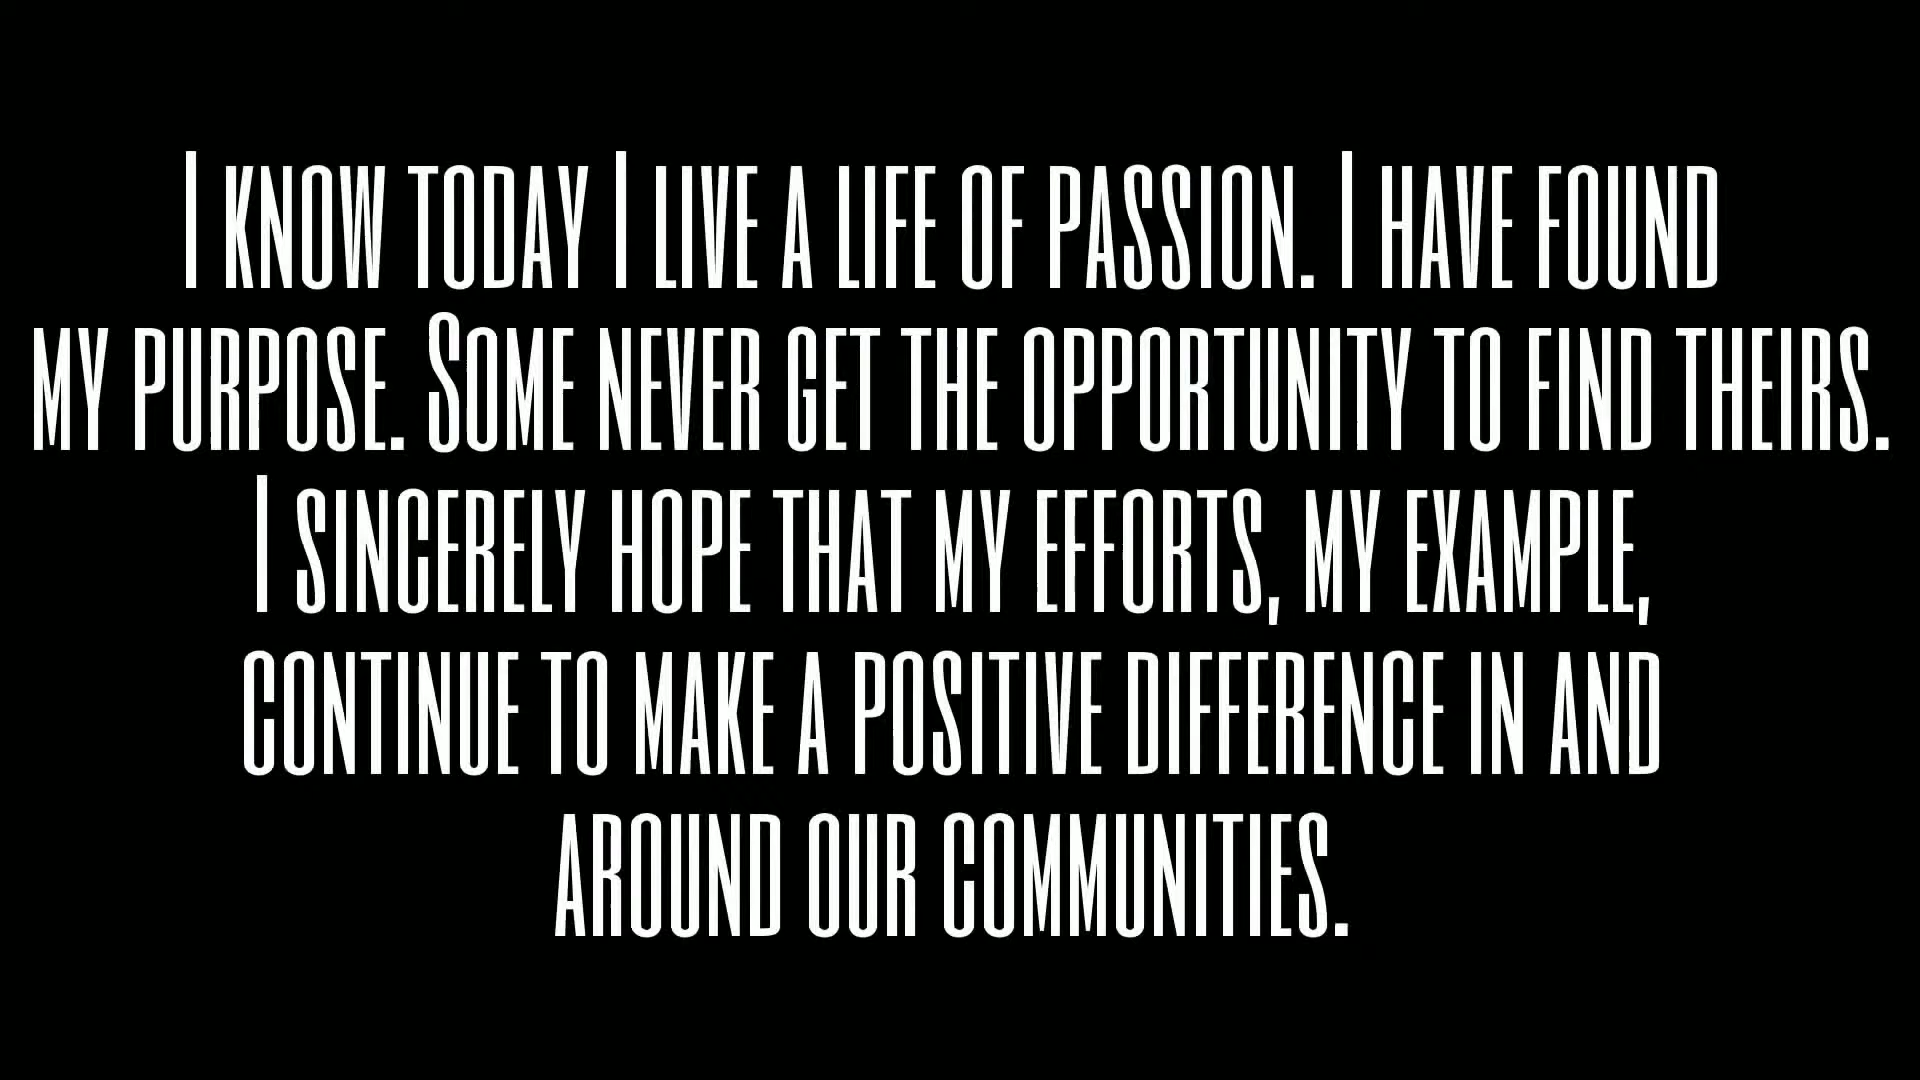 I know today I live a life of passion. I have found
my purpose. Some never get the opportunity to find theirs.
I sincerely hope that my efforts, my example,
continue to make a positive difference in and
around our communities.